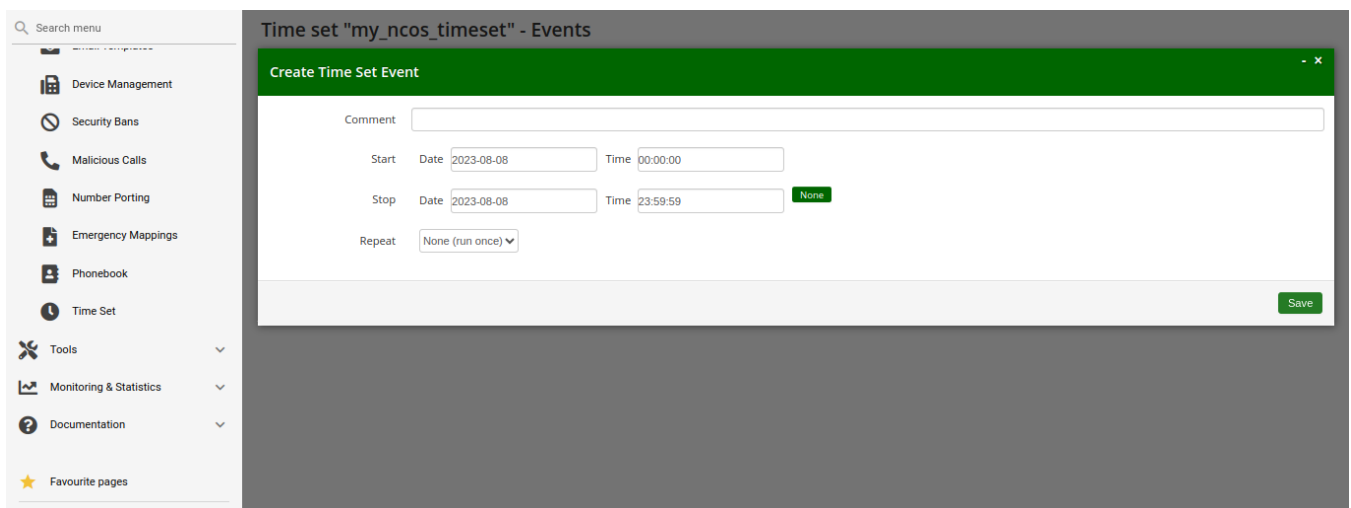 Search menu
Email Templates
Device Management
Security Bans
Malicious Calls
Number Porting
Emergency Mappings
Phonebook
Time Set
Tools
Monitoring & Statistics
Documentation
Favourite pages
Time set "my_ncos_timeset" - Events
Create Time Set Event
- ×
Comment
Start Date 2023-08-08 Time 00:00:00
Stop Date 2023-08-08 Time 23:59:59 None
Repeat None (run once)
Save